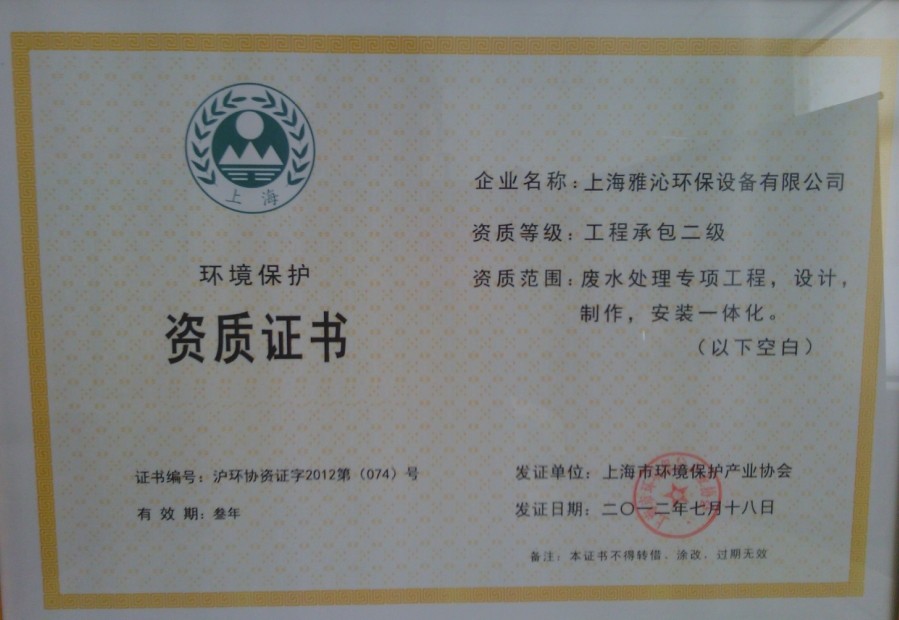 上海
环境保护
资质证书
证书编号：沪环协资证字2012第（074）号
有 效 期：叁年
企业名称：上海雅沁环保设备有限公司
资质等级：工程承包二级
资质范围：废水处理专项工程，设计，
制作，安装一体化。
（以下空白）
发证单位：上海市环境保护产业协会
发证日期：二〇一二年七月十八日
备注：本证书不得转借、涂改、过期无效